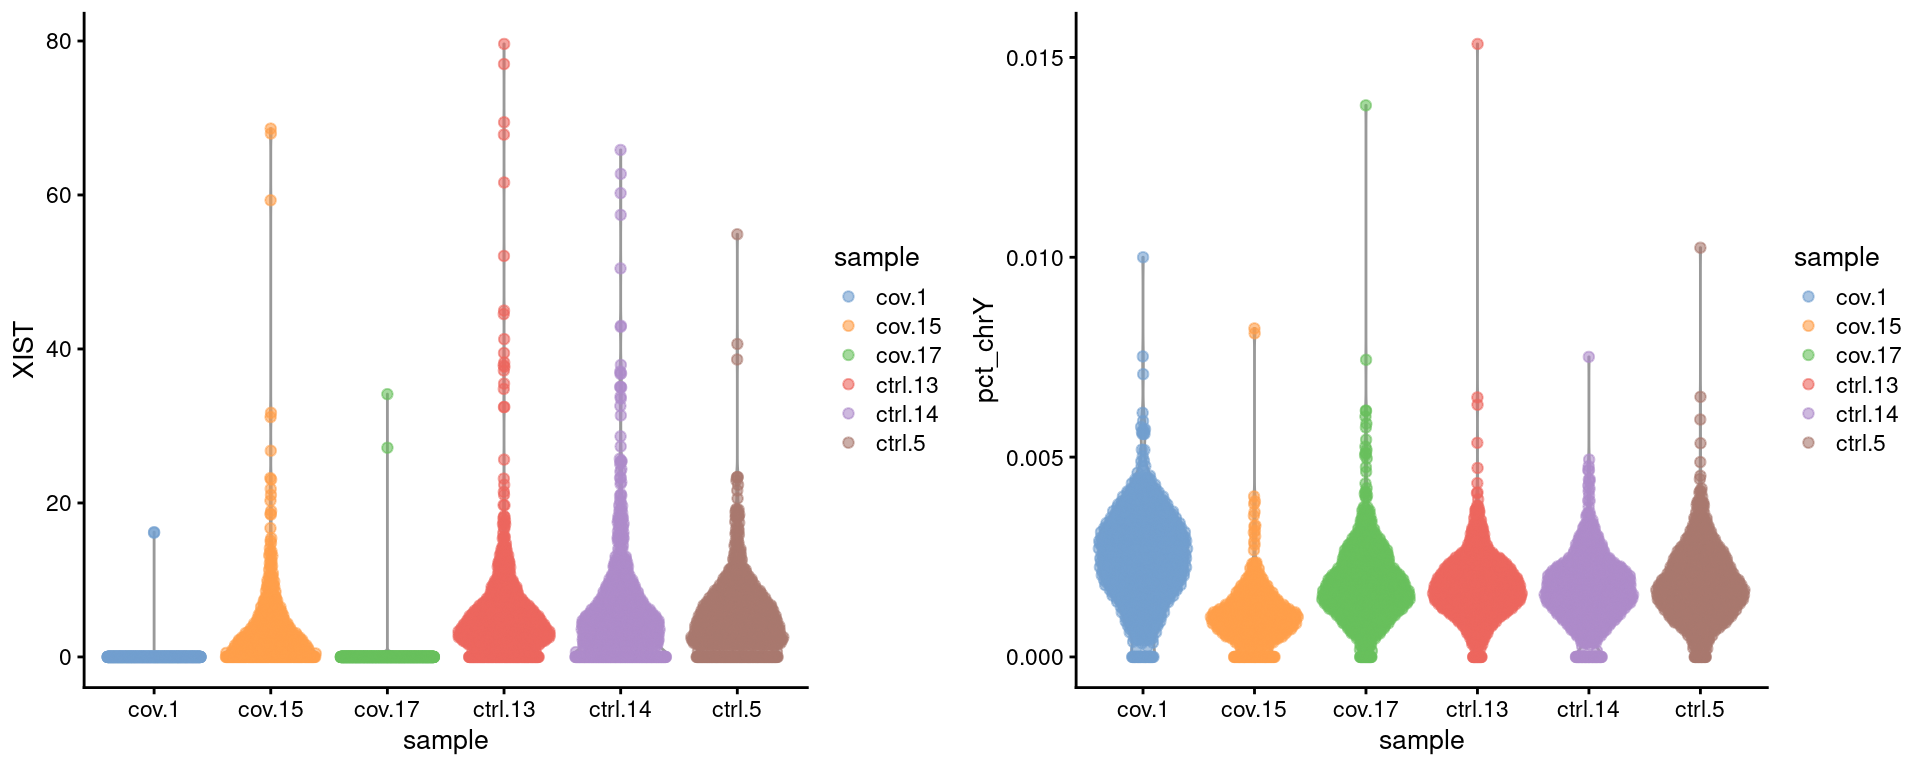 XIST
80
60
40
20
0
cov.1 cov.15 cov.17 ctrl.13 ctrl.14 ctrl.5
sample
sample
cov.1
cov.15
cov.17
ctrl.13
ctrl.14
ctrl.5
pct_chrY
0.015
0.010
0.005
0.000
cov.1 cov.15 cov.17 ctrl.13 ctrl.14 ctrl.5
sample
sample
cov.1
cov.15
cov.17
ctrl.13
ctrl.14
ctrl.5